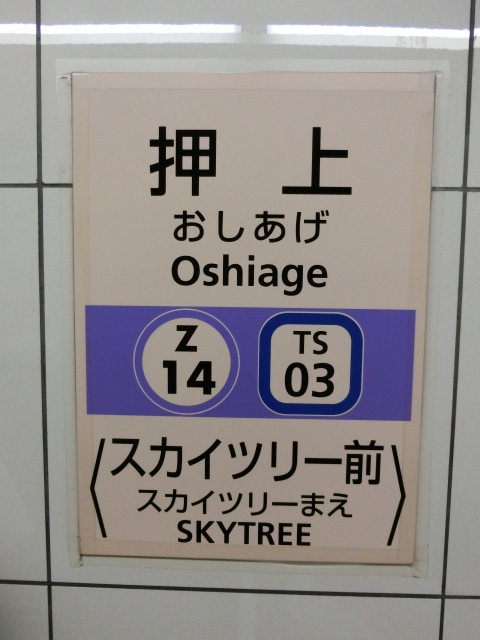 押上
おしあげ
Oshiage
Z TS
14 03
〈スカイツリー前〉
スカイツリーまえ
SKYTREE